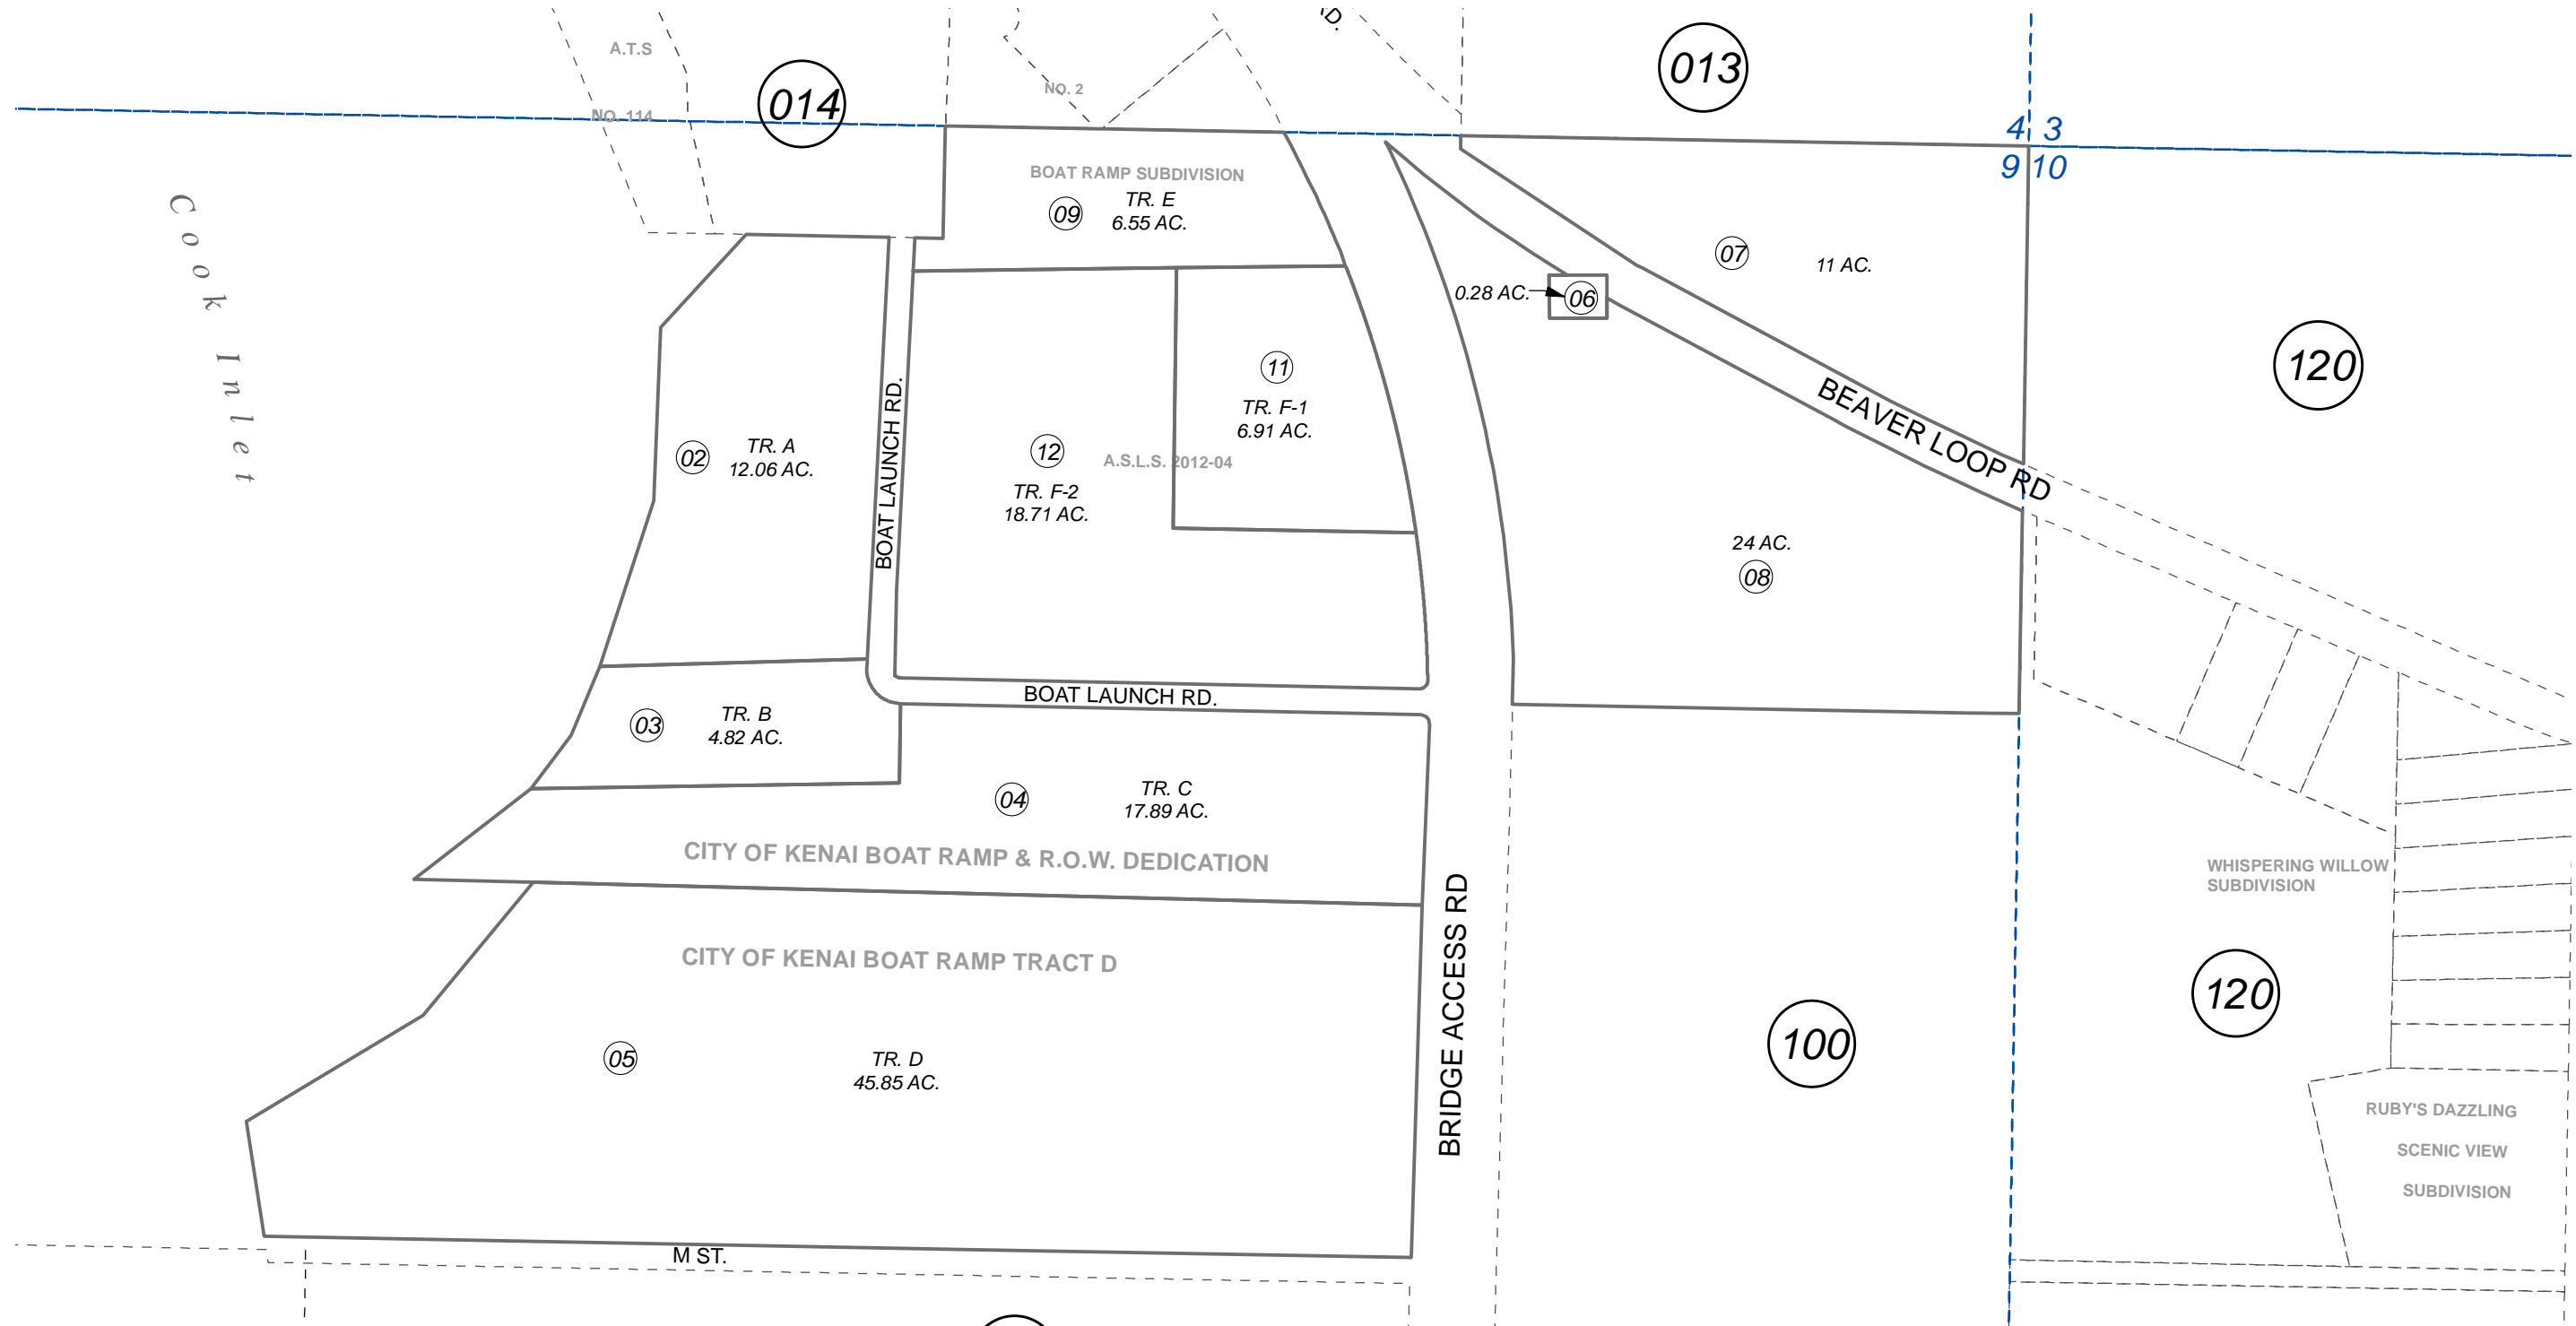 RD.
A.T.S
NO. 114
014
NO. 2
013
4
3
9
10
Cook Inlet
BOAT RAMP SUBDIVISION
09
TR. E
6.55 AC.
07
11 AC.
0.28 AC.
06
120
11
TR. F-1
6.91 AC.
BEAVER LOOP RD
02
TR. A
12.06 AC.
BOAT LAUNCH RD.
12
A.S.L.S. 2012-04
TR. F-2
18.71 AC.
24 AC.
08
BOAT LAUNCH RD.
03
TR. B
4.82 AC.
04
TR. C
17.89 AC.
CITY OF KENAI BOAT RAMP & R.O.W. DEDICATION
WHISPERING WILLOW
SUBDIVISION
CITY OF KENAI BOAT RAMP TRACT D
BRIDGE ACCESS RD
120
100
05
TR. D
45.85 AC.
RUBY'S DAZZLING
SCENIC VIEW
SUBDIVISION
M ST.